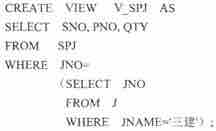 CREATE VIEW V_SPJ AS
SELECT SNO, PNO, QTY
FROM SPJ
WHERE JNO=
(SELECT JNO
FROM J
WHERE JNAME='三建');